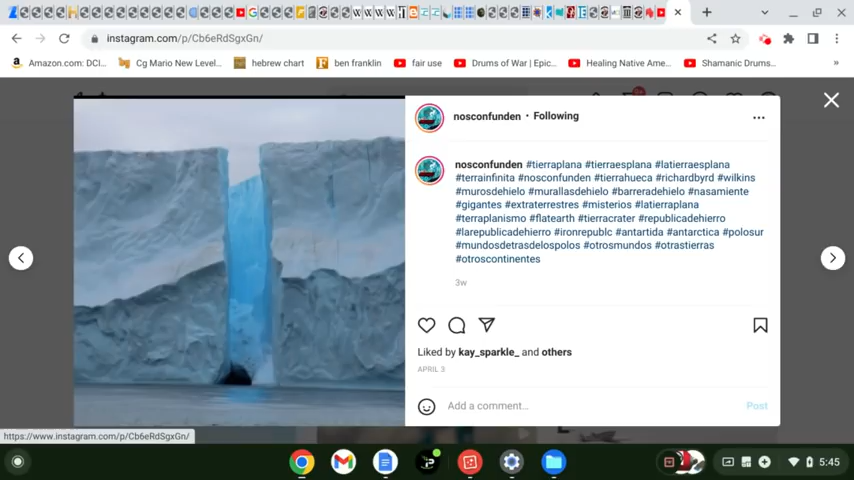 instagram.com/p/Cb6eRdSgxGn/
Amazon.com: DCI...
Cg Mario New Level...
hebrew chart
ben franklin
fair use
Drums of War | Epic...
Healing Native Ame...
Shamanic Drums...
»
nosconfunden • Following
nosconfunden #tierraplana #tierraesplana #latierraesplana
#terrainfinita #nosconfunden #tierrahueca #richardbyrd #wilkins
#murosdehielo #murallasdehielo #barreradehielo #nasamiente
#gigantes #extraterrestres #misterios #latierraplana
#terraplanismo #flatearth #tierracrater #republicadehierro
#larepublicadehierro #ironrepublc #antartida #antarctica #polosur
#mundosdetrasdelospolos #otrosmundos #otrastierras
#otroscontinentes
3w
Liked by kay_sparkle_ and others
APRIL 3
Add a comment...
Post
https://www.instagram.com/p/Cb6eRdSgxGn/
5:45